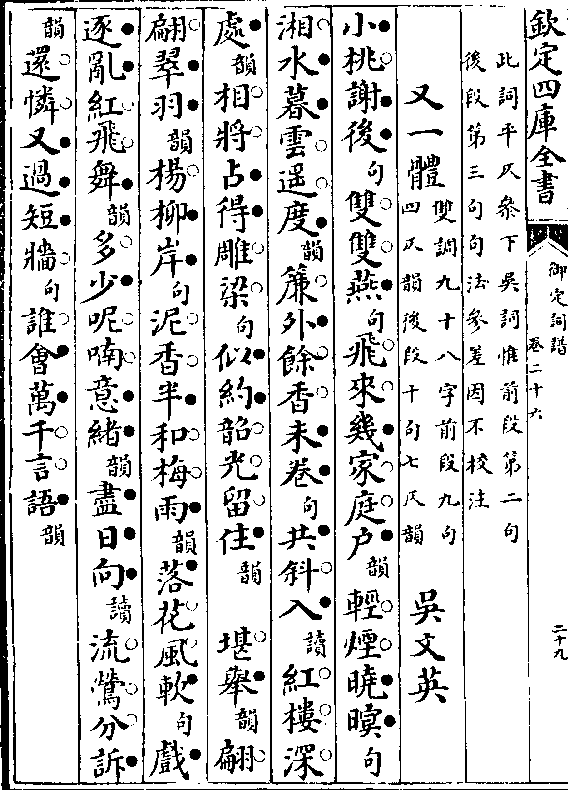 欽定四庫全書
御定詞譜
卷二十六
二十九
此詞平仄參下吳詞惟前段第二句
後段第三句句法參差因不校注
又一體
雙調九十八字前段九句
四仄韻後段十句七仄韻
吳文英
小桃謝後句雙雙燕句飛來幾家庭户韻輕煙曉暝句
湘水暮雲遥度韻簾外餘香未卷句共斜入讀紅樓深
處韻相將占得雕梁句似約韶光留住韻 堪舉韻翩
翩翠羽韻楊柳岸句泥香半和梅雨韻落花風軟句戲
逐亂紅飛舞韻多少呢喃意緒韻盡日向讀流鶯分訴
韻還憐又過短牆句誰會萬千言語韻